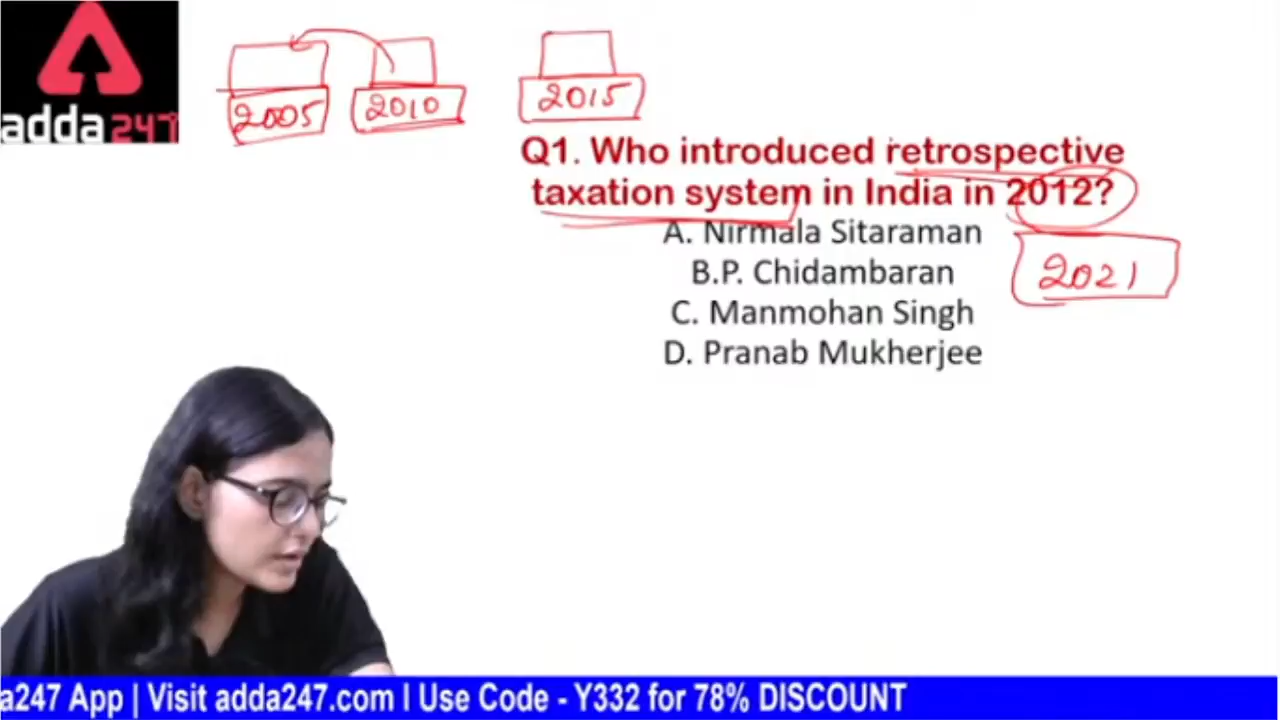 adda247
2005 2010 2015
Q1. Who introduced retrospective
taxation system in India in 2012?
A. Nirmala Sitaraman
B.P. Chidambaran
2021
C. Manmohan Singh
D. Pranab Mukherjee
a247 App | Visit adda247.com I Use Code - Y332 for 78% DISCOUNT